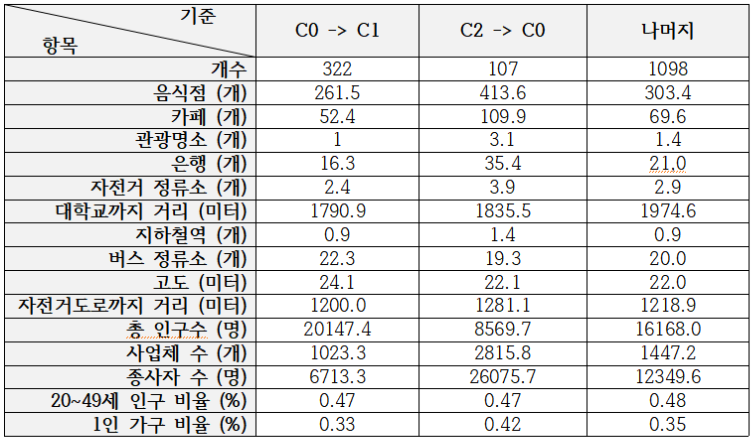 기준
항목
C0 -> C1 C2 -> C0 나머지
개수 322 107 1098
음식점 (개) 261.5 413.6 303.4
카페 (개) 52.4 109.9 69.6
관광명소 (개) 1 3.1 1.4
은행 (개) 16.3 35.4 21,0
자전거 정류소 (개) 2.4 3.9 2.9
대학교까지 거리 (미터) 1790.9 1835.5 1974.6
지하철역 (개) 0.9 1.4 0.9
버스 정류소 (개) 22.3 19.3 20.0
고도 (미터) 24.1 22.1 22.0
자전거도로까지 거리 (미터) 1200.0 1281.1 1218.9
총 인구수 (명) 20147.4 8569.7 16168.0
사업체 수 (개) 1023.3 2815.8 1447.2
종사자 수 (명) 6713.3 26075.7 12349.6
20~49세 인구 비율 (%) 0.47 0.47 0.48
1인 가구 비율 (%) 0.33 0.42 0.35